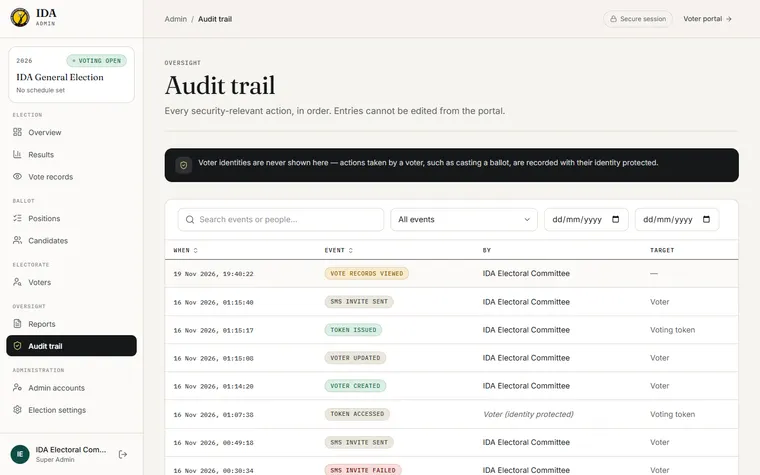 IDA
ADMIN
Admin / Audit trail
Secure session
Voter portal →
2026
VOTING OPEN
IDA General Election
No schedule set
ELECTION
Overview
Results
Vote records
BALLOT
Positions
Candidates
ELECTORATE
Voters
OVERSIGHT
Reports
Audit trail
ADMINISTRATION
Admin accounts
Election settings
IE
IDA Electoral Com...
Super Admin
OVERSIGHT
Audit trail
Every security-relevant action, in order. Entries cannot be edited from the portal.
Voter identities are never shown here — actions taken by a voter, such as casting a ballot, are recorded with their identity protected.
Search events or people...
All events
dd/mm/yyyy
dd/mm/yyyy
WHEN EVENT BY TARGET
19 Nov 2026, 19:40:22 VOTE RECORDS VIEWED IDA Electoral Committee —
16 Nov 2026, 01:15:40 SMS INVITE SENT IDA Electoral Committee Voter
16 Nov 2026, 01:15:17 TOKEN ISSUED IDA Electoral Committee Voting token
16 Nov 2026, 01:15:08 VOTER UPDATED IDA Electoral Committee Voter
16 Nov 2026, 01:14:20 VOTER CREATED IDA Electoral Committee Voter
16 Nov 2026, 01:07:38 TOKEN ACCESSED Voter (identity protected) Voting token
16 Nov 2026, 00:49:18 SMS INVITE SENT IDA Electoral Committee Voter
16 Nov 2026, 00:30:34 SMS INVITE FAILED IDA Electoral Committee Voter